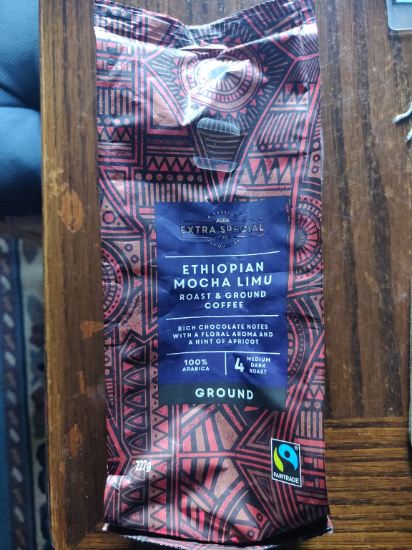 ASDA
EXTRA SPECIAL
ETHIOPIAN
MOCHA LIMU
ROAST & GROUND
COFFEE
RICH CHOCOLATE NOTES
WITH A FLORAL AROMA AND
A HINT OF APRICOT
100%
ARABICA
4
MEDIUM
DARK
ROAST
GROUND
227g
FAIRTRADE